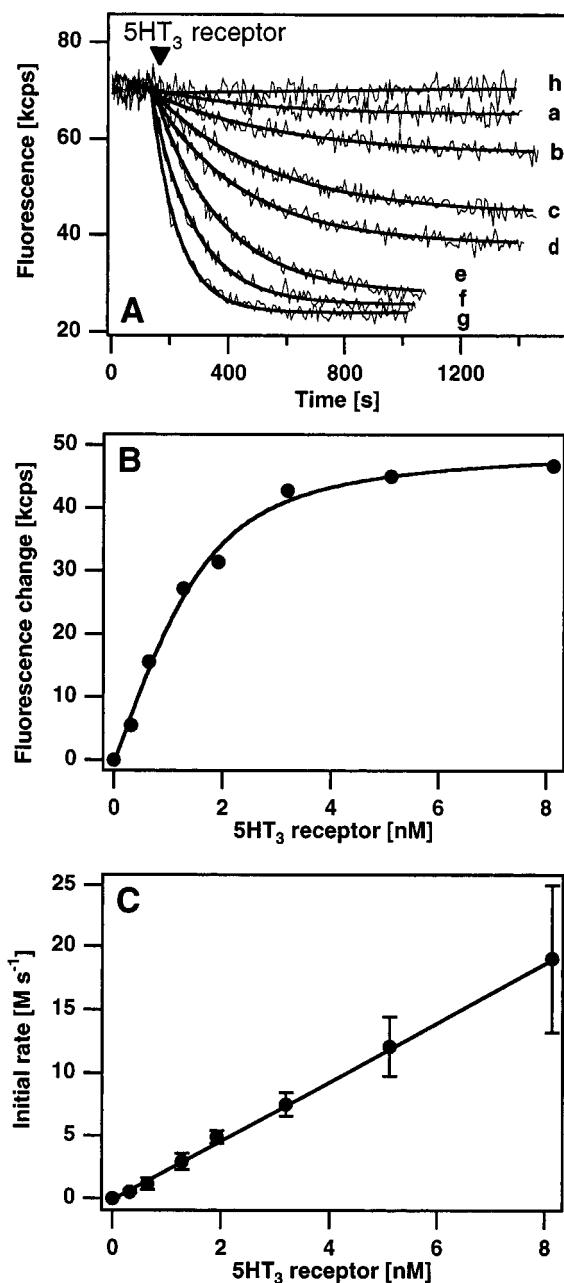 5HT₃ receptor
80
60
40
20
Fluorescence [kcps]
h
a
b
c
d
e
f
g
A
0
400
800
1200
Time [s]
B
50
40
30
20
10
0
Fluorescence change [kcps]
0
2
4
6
8
5HT₃ receptor [nM]
C
25
20
15
10
5
0
Initial rate [M s⁻¹]
0
2
4
6
8
5HT₃ receptor [nM]